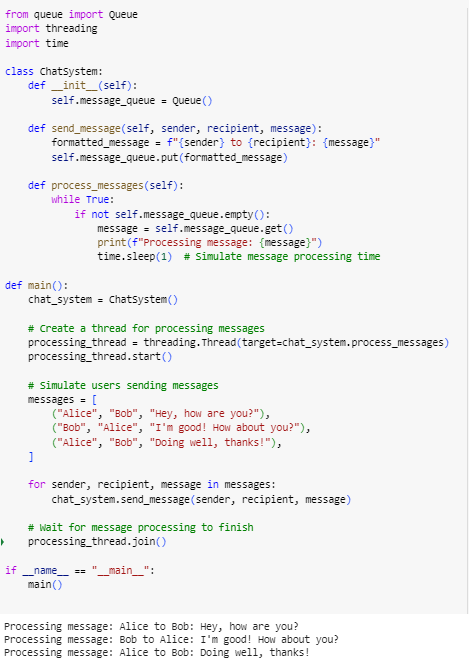 from queue import Queue
import threading
import time

class ChatSystem:
    def __init__(self):
        self.message_queue = Queue()

    def send_message(self, sender, recipient, message):
        formatted_message = f"{sender} to {recipient}: {message}"
        self.message_queue.put(formatted_message)

    def process_messages(self):
        while True:
            if not self.message_queue.empty():
                message = self.message_queue.get()
                print(f"Processing message: {message}")
                time.sleep(1)  # Simulate message processing time

def main():
    chat_system = ChatSystem()

    # Create a thread for processing messages
    processing_thread = threading.Thread(target=chat_system.process_messages)
    processing_thread.start()

    # Simulate users sending messages
    messages = [
        ("Alice", "Bob", "Hey, how are you?"),
        ("Bob", "Alice", "I'm good! How about you?"),
        ("Alice", "Bob", "Doing well, thanks!"),
    ]

    for sender, recipient, message in messages:
        chat_system.send_message(sender, recipient, message)

    # Wait for message processing to finish
    processing_thread.join()

if __name__ == "__main__":
    main()

Processing message: Alice to Bob: Hey, how are you?
Processing message: Bob to Alice: I'm good! How about you?
Processing message: Alice to Bob: Doing well, thanks!